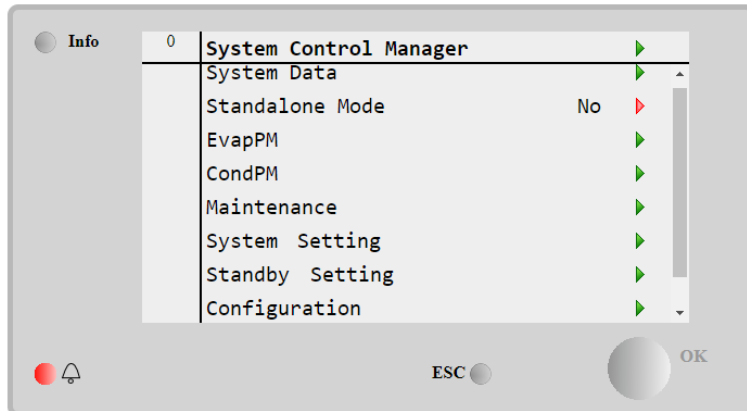 Info
0 System Control Manager
System Data
Standalone Mode No
EvapPM
CondPM
Maintenance
System Setting
Standby Setting
Configuration
ESC
OK